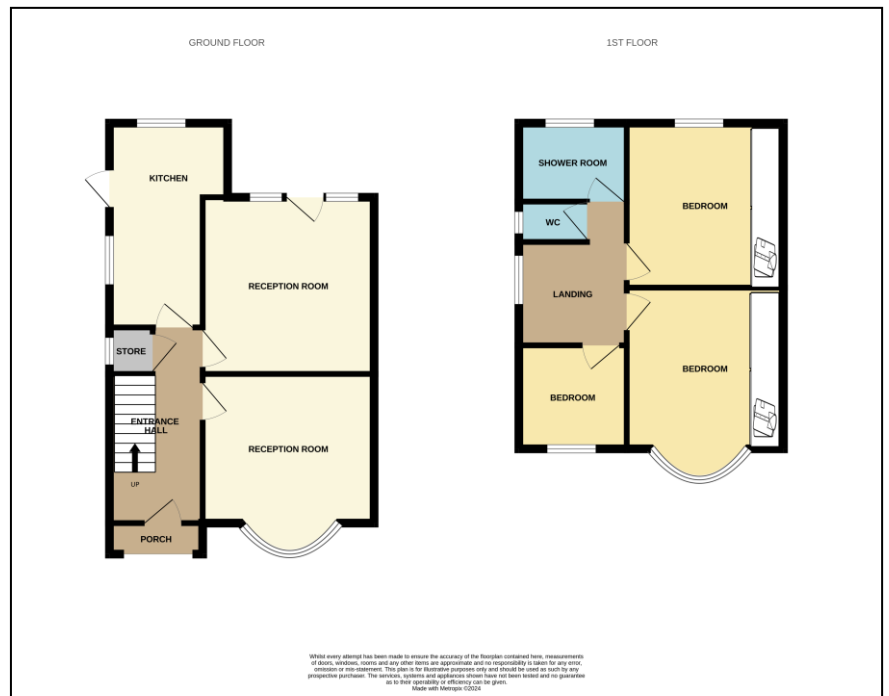 GROUND FLOOR
1ST FLOOR
KITCHEN
RECEPTION ROOM
STORE
ENTRANCE
HALL
RECEPTION ROOM
UP
PORCH
SHOWER ROOM
BEDROOM
WC
LANDING
BEDROOM
BEDROOM
Whilst every attempt has been made to ensure the accuracy of the floorplan contained here, measurements
of doors, windows, rooms and any other items are approximate and no responsibility is taken for any error,
omission or mis-statement. This plan is for illustrative purposes only and should be used as such by any
prospective purchaser. The services, systems and appliances shown have not been tested and no guarantee
as to their operability or efficiency can be given.
Made with Metropix ©2024